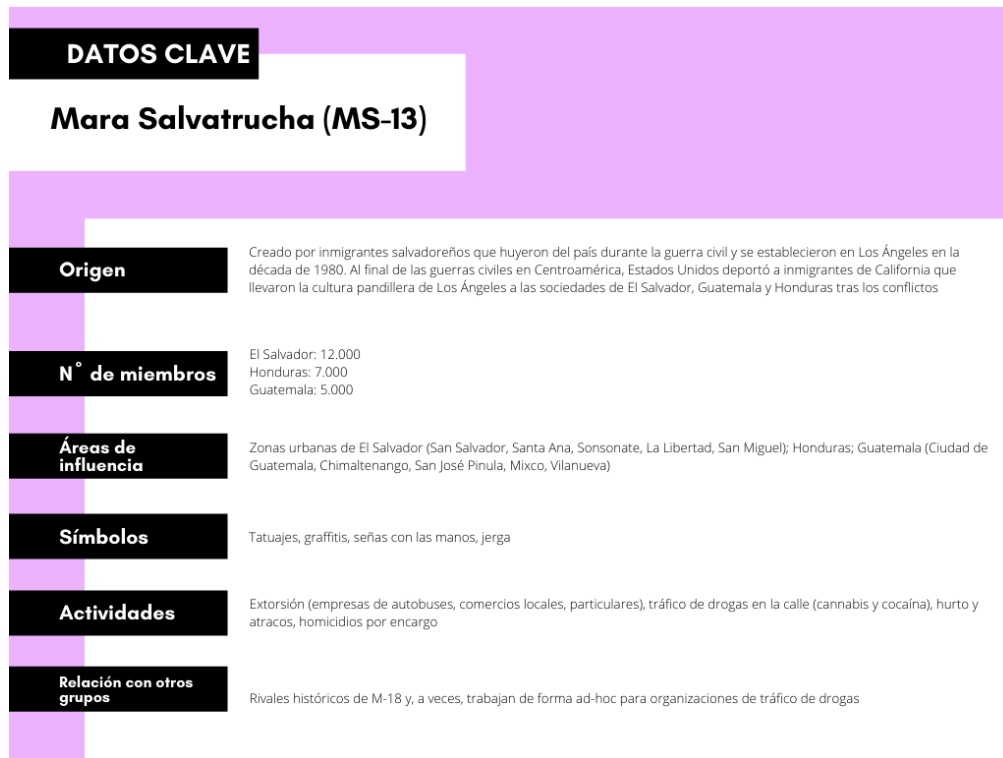 DATOS CLAVE
Mara Salvatrucha (MS-13)
Origen
Creado por inmigrantes salvadoreños que huyeron del país durante la guerra civil y se establecieron en Los Ángeles en la
década de 1980. Al final de las guerras civiles en Centroamérica, Estados Unidos deportó a inmigrantes de California que
llevaron la cultura pandillera de Los Ángeles a las sociedades de El Salvador, Guatemala y Honduras tras los conflictos
N° de miembros
El Salvador: 12.000
Honduras: 7.000
Guatemala: 5.000
Áreas de
influencia
Zonas urbanas de El Salvador (San Salvador, Santa Ana, Sonsonate, La Libertad, San Miguel); Honduras; Guatemala (Ciudad de
Guatemala, Chimaltenango, San José Pinula, Mixco, Vilanueva)
Símbolos
Tatuajes, graffitis, señas con las manos, jerga
Actividades
Extorsión (empresas de autobuses, comercios locales, particulares), tráfico de drogas en la calle (cannabis y cocaína), hurto y
atracos, homicidios por encargo
Relación con otros
grupos
Rivales históricos de M-18 y, a veces, trabajan de forma ad-hoc para organizaciones de tráfico de drogas